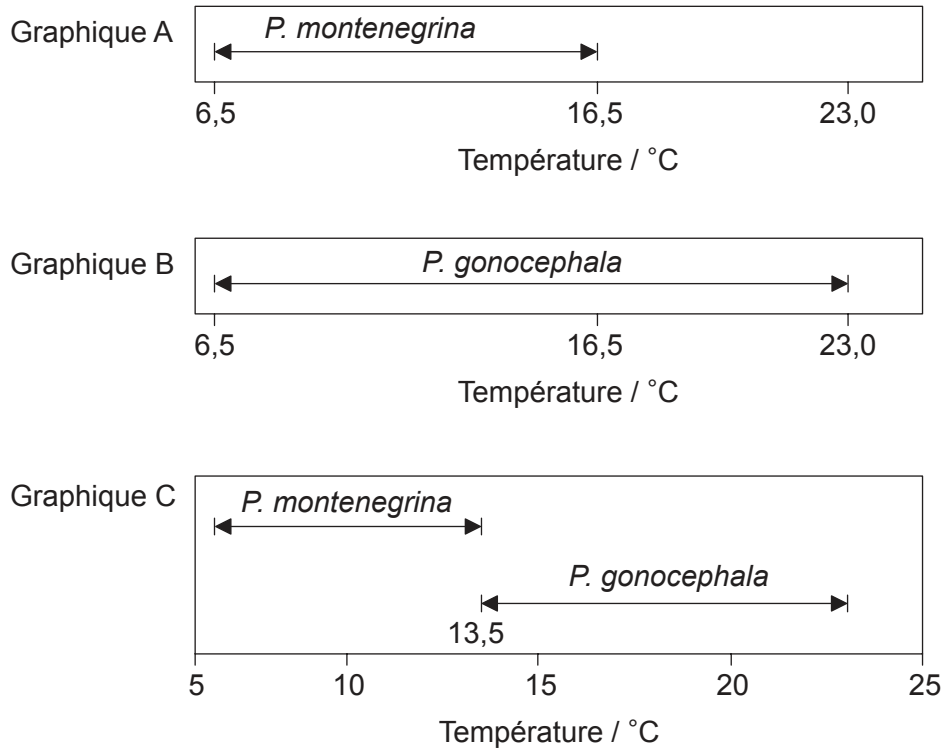 Graphique A
P. montenegrina
6,5 16,5 23,0
Température / °C
Graphique B
P. gonocephala
6,5 16,5 23,0
Température / °C
Graphique C
P. montenegrina
P. gonocephala
13,5
5 10 15 20 25
Température / °C